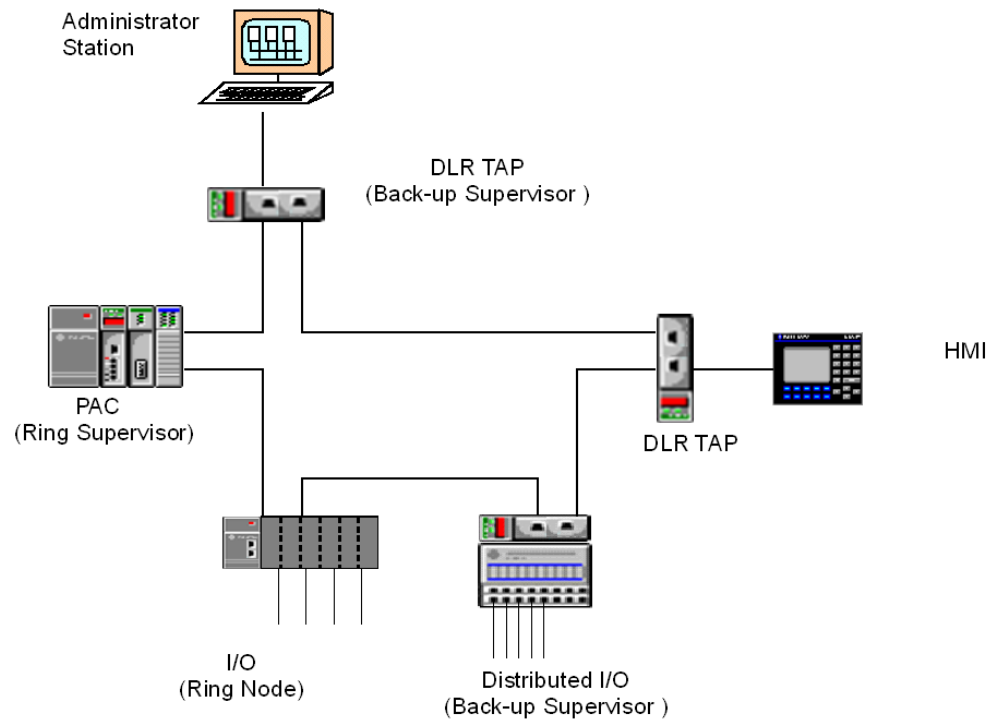 Administrator
Station
DLR TAP
(Back-up Supervisor )
HMI
PAC
(Ring Supervisor)
DLR TAP
I/O
(Ring Node)
Distributed I/O
(Back-up Supervisor )